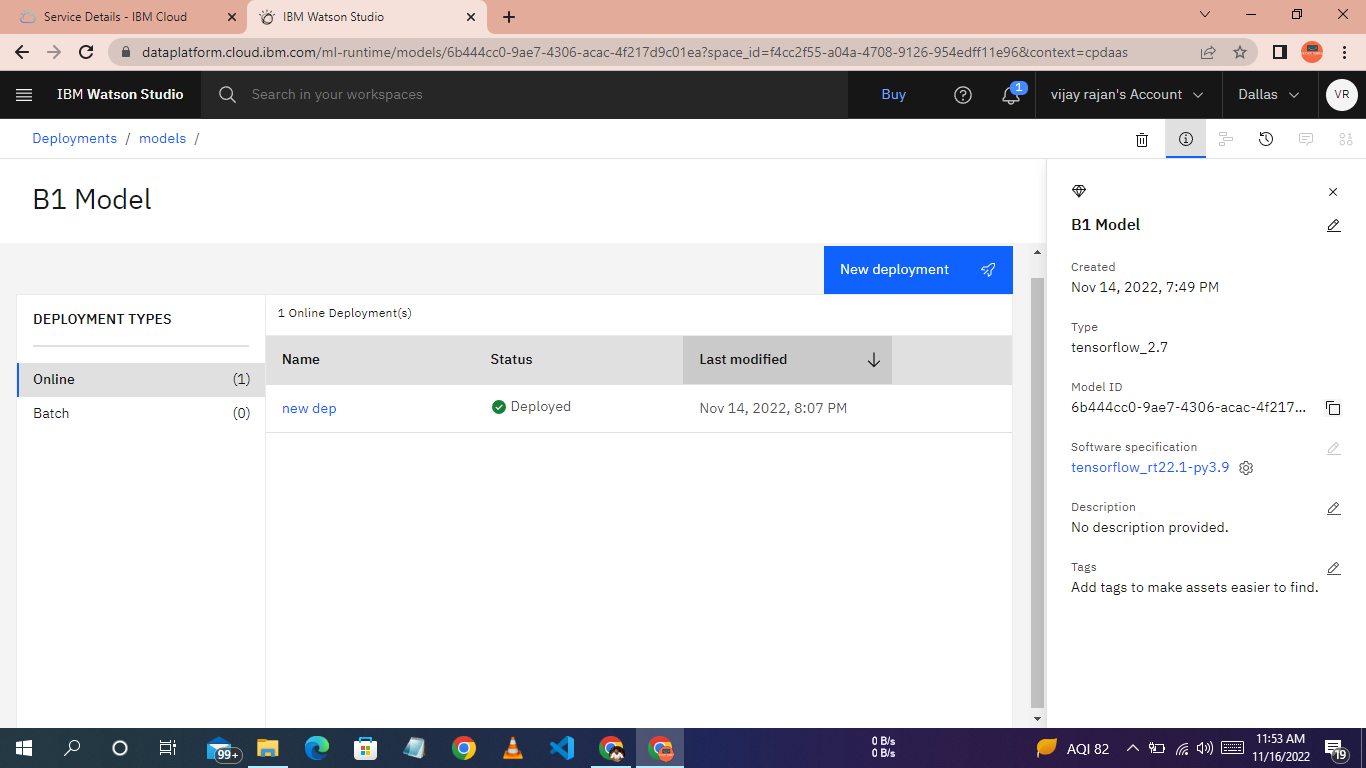 Service Details - IBM Cloud
IBM Watson Studio
dataplatform.cloud.ibm.com/ml-runtime/models/6b444cc0-9ae7-4306-acac-4f217d9c01ea?space_id=f4cc2f55-a04a-4708-9126-954edff11e96&context=cpdaas
IBM Watson Studio
Search in your workspaces
Buy
1
vijay rajan's Account
Dallas
VR
Deployments / models /
B1 Model
New deployment
DEPLOYMENT TYPES
Online (1)
Batch (0)
1 Online Deployment(s)
Name Status Last modified
new dep Deployed Nov 14, 2022, 8:07 PM
B1 Model
Created
Nov 14, 2022, 7:49 PM
Type
tensorflow_2.7
Model ID
6b444cc0-9ae7-4306-acac-4f217...
Software specification
tensorflow_rt22.1-py3.9
Description
No description provided.
Tags
Add tags to make assets easier to find.
99+
0 B/s
0 B/s
AQI 82
11:53 AM
11/16/2022
19